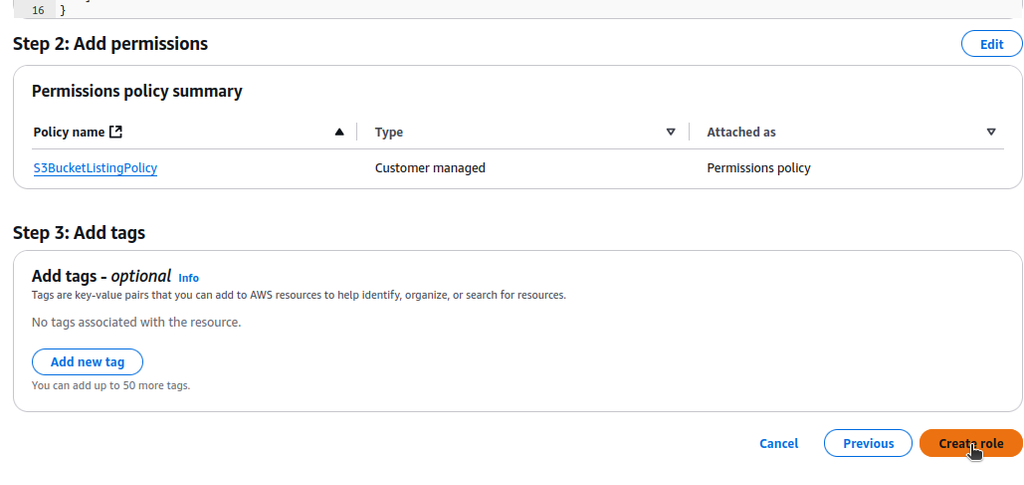 16 }
Step 2: Add permissions
Edit
Permissions policy summary
Policy name Type Attached as
S3BucketListingPolicy Customer managed Permissions policy
Step 3: Add tags
Add tags - optional Info
Tags are key-value pairs that you can add to AWS resources to help identify, organize, or search for resources.
No tags associated with the resource.
Add new tag
You can add up to 50 more tags.
Cancel Previous Create role